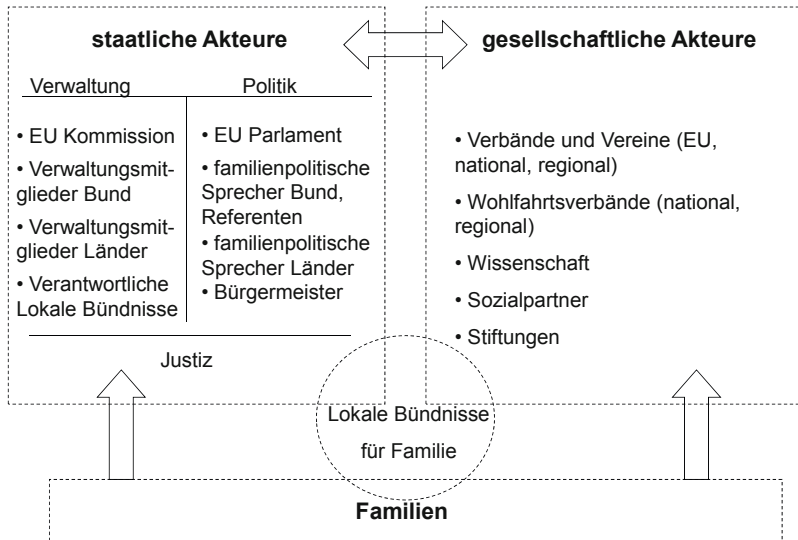 staatliche Akteure
Verwaltung
Politik
• EU Kommission
• Verwaltungsmit-
glieder Bund
• Verwaltungsmit-
glieder Länder
• Verantwortliche
Lokale Bündnisse
• EU Parlament
• familienpolitische
Sprecher Bund,
Referenten
• familienpolitische
Sprecher Länder
• Bürgermeister
Justiz
gesellschaftliche Akteure
• Verbände und Vereine (EU,
national, regional)
• Wohlfahrtsverbände (national,
regional)
• Wissenschaft
• Sozialpartner
• Stiftungen
Lokale Bündnisse
für Familie
Familien